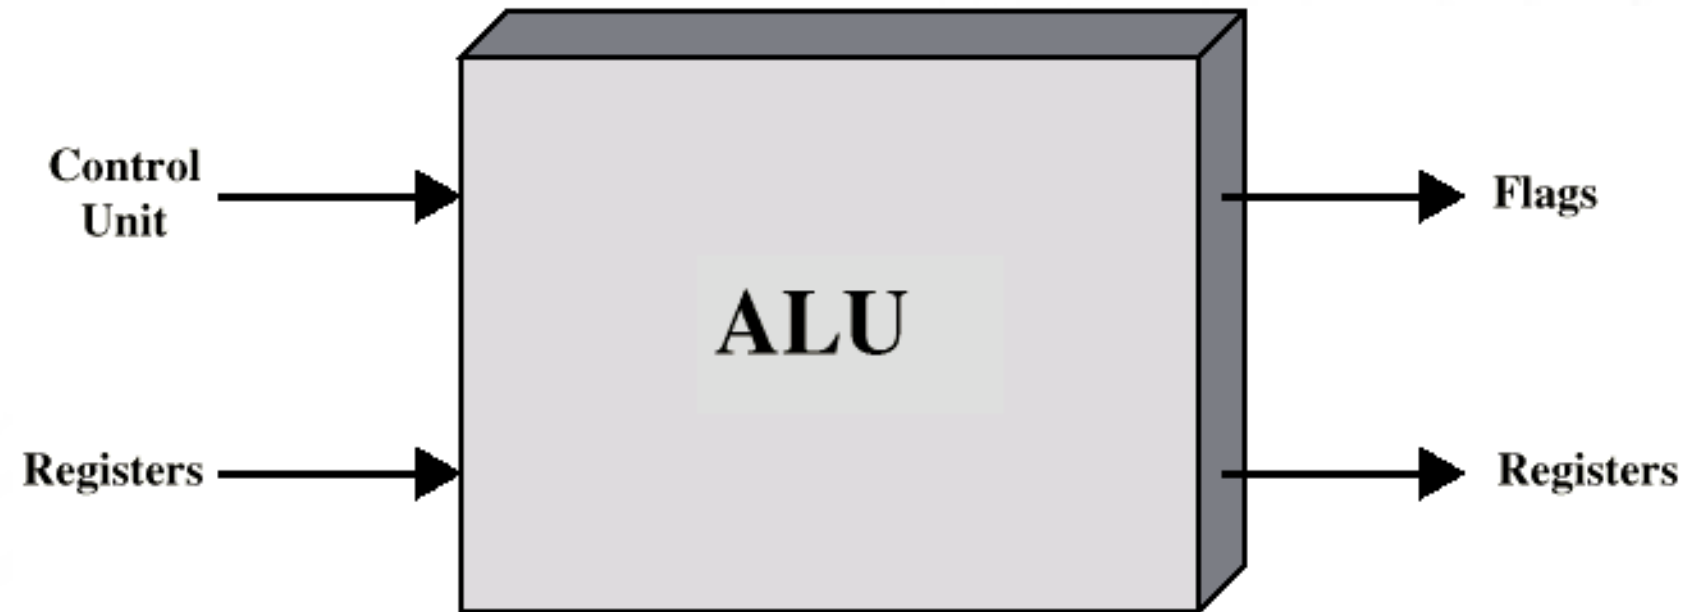 Control
Unit
Flags
ALU
Registers
Registers